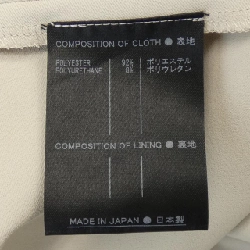 COMPOSITION OF CLOTH ● 表地
POLYESTER 92% ポリエステル
POLYURETHANE 8% ポリウレタン
COMPOSITION OF LINING ● 裏地
MADE IN JAPAN ● 日本製